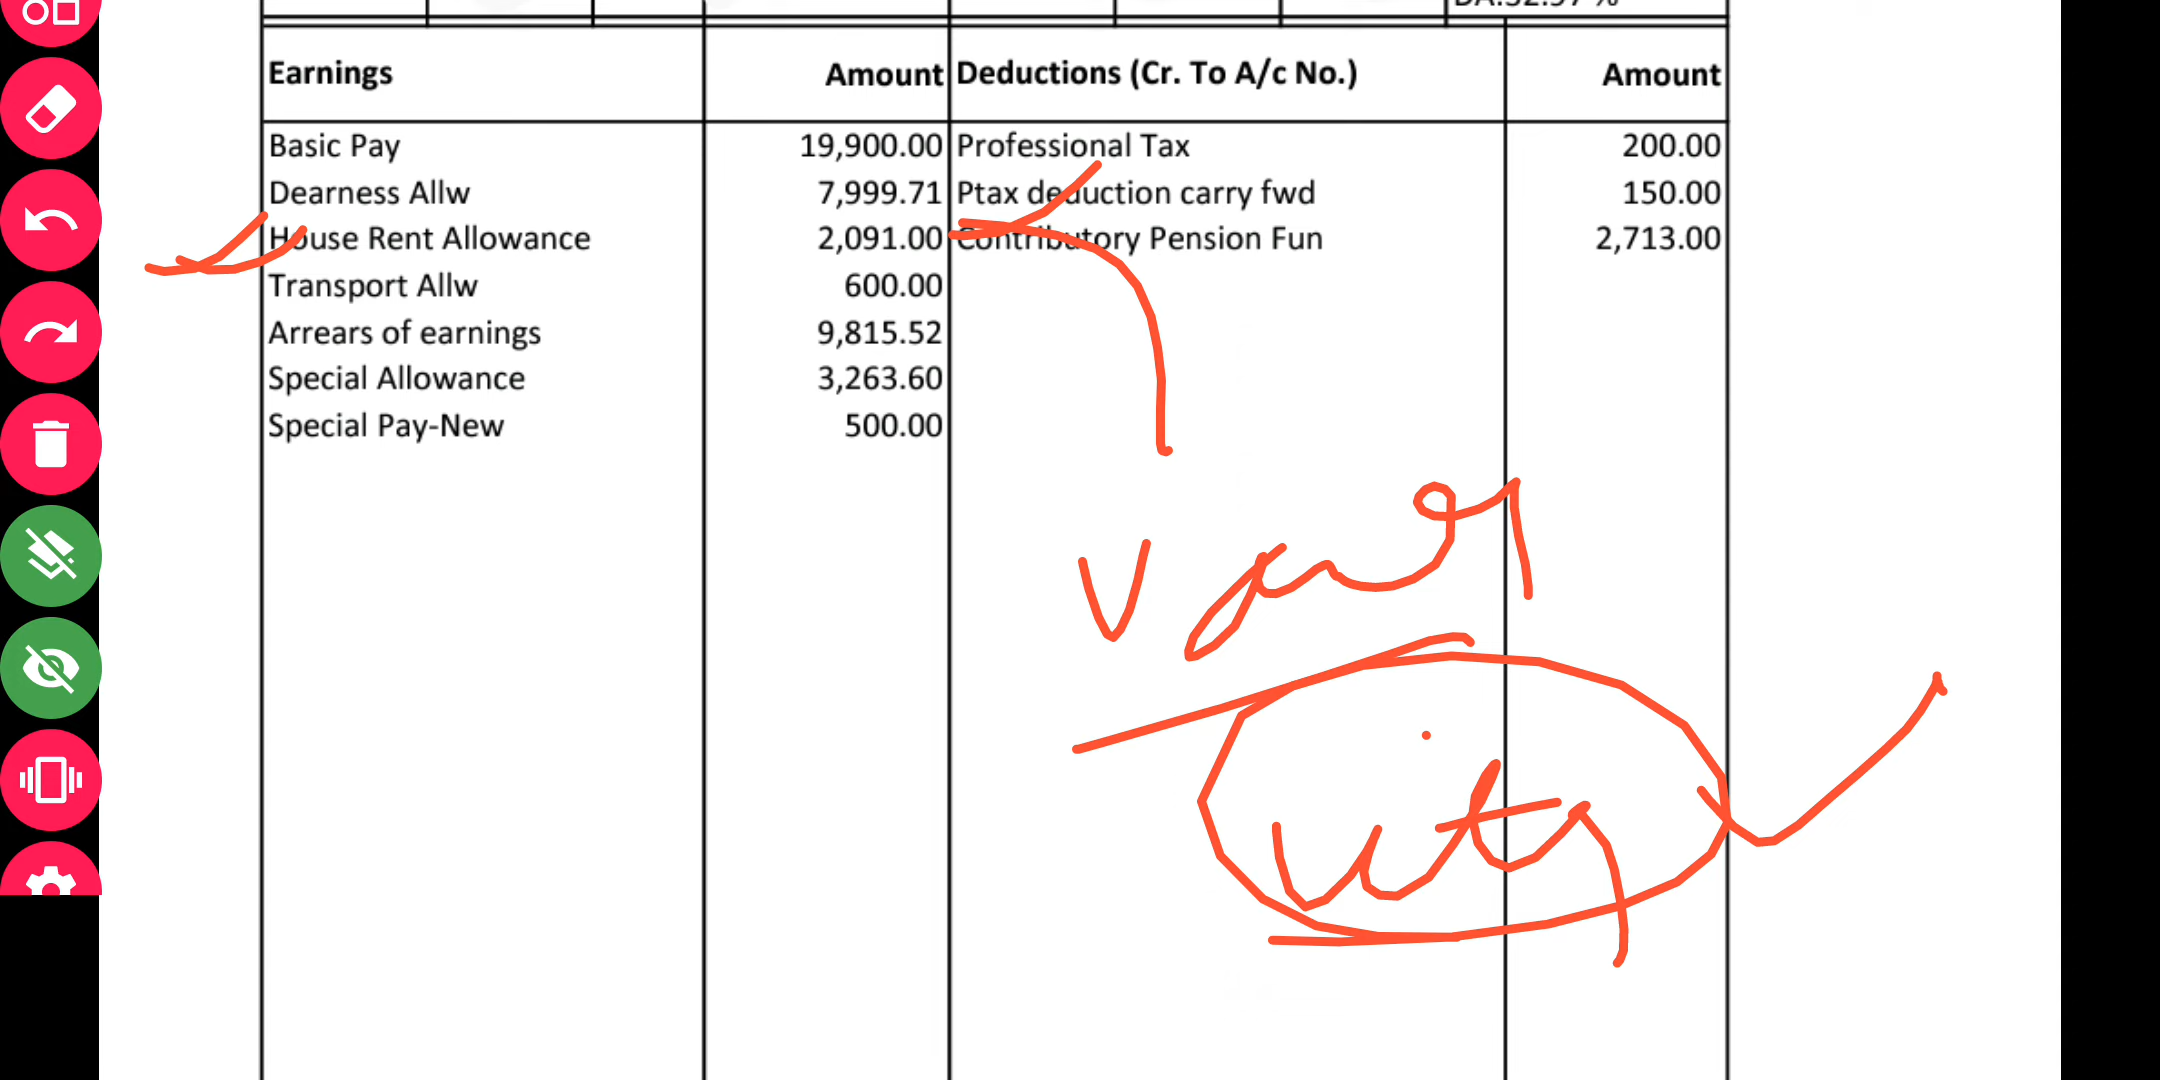 Earnings Amount Deductions (Cr. To A/c No.) Amount
Basic Pay 19,900.00 Professional Tax 200.00
Dearness Allw 7,999.71 Ptax deduction carry fwd 150.00
House Rent Allowance 2,091.00 Contributory Pension Fun 2,713.00
Transport Allw 600.00
Arrears of earnings 9,815.52
Special Allowance 3,263.60
Special Pay-New 500.00